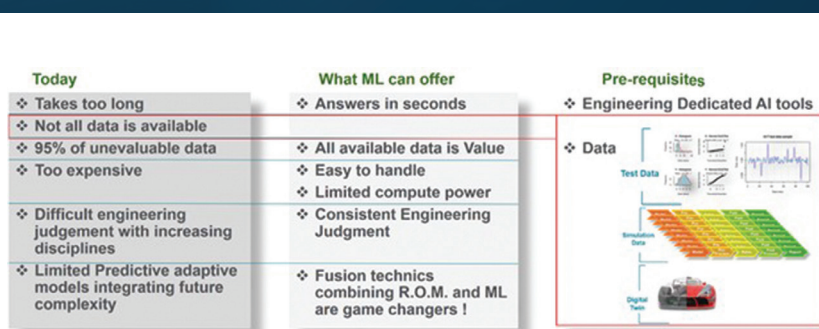 Today
❖ Takes too long
❖ Not all data is available
❖ 95% of unevaluable data
❖ Too expensive
❖ Difficult engineering
judgement with increasing
disciplines
❖ Limited Predictive adaptive
models integrating future
complexity
What ML can offer
❖ Answers in seconds
❖ All available data is Value
❖ Easy to handle
❖ Limited compute power
❖ Consistent Engineering
Judgment
❖ Fusion technics
combining R.O.M. and ML
are game changers !
Pre-requisites
❖ Engineering Dedicated AI tools
❖ Data
Test Data
Simulation
Data
Digital
Twin